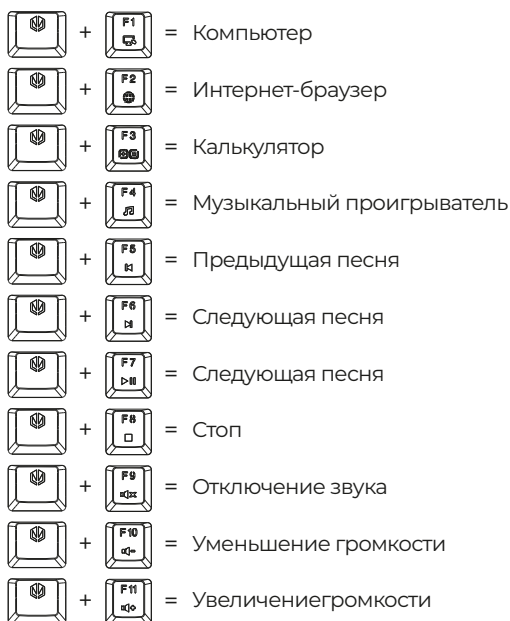 + F1 = Компьютер
+ F2 = Интернет-браузер
+ F3 = Калькулятор
+ F4 = Музыкальный проигрыватель
+ F5 = Предыдущая песня
+ F6 = Следующая песня
+ F7 = Следующая песня
+ F8 = Стоп
+ F9 = Отключение звука
+ F10 = Уменьшение громкости
+ F11 = Увеличениегромкости